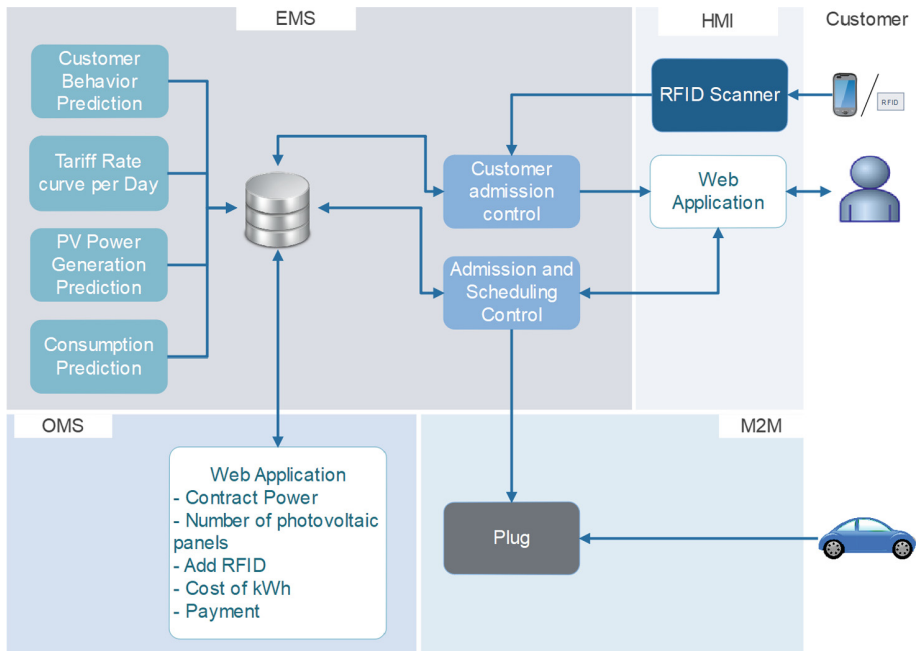 EMS
HMI
Customer
Customer
Behavior
Prediction
RFID Scanner
RFID
Tariff Rate
curve per Day
Customer
admission
control
Web
Application
PV Power
Generation
Prediction
Admission and
Scheduling
Control
Consumption
Prediction
OMS
M2M
Web Application
- Contract Power
- Number of photovoltaic
panels
- Add RFID
- Cost of kWh
- Payment
Plug